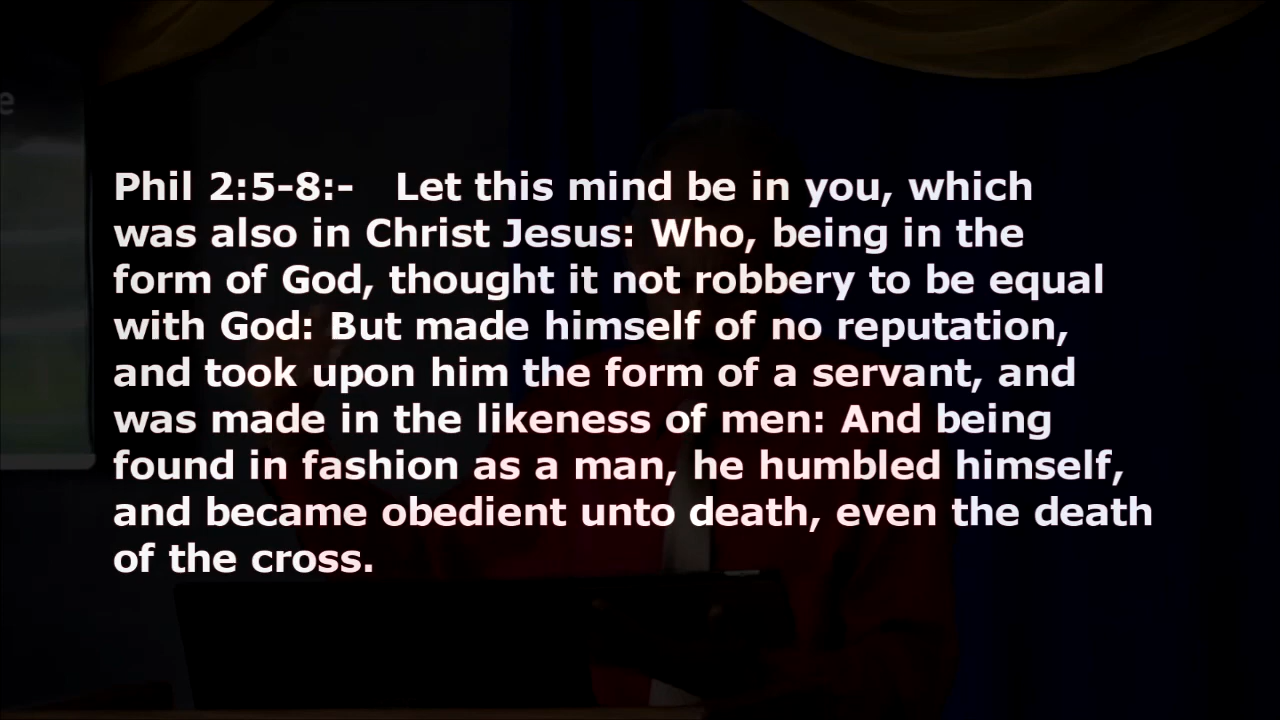 e
Phil 2:5-8:-   Let this mind be in you, which
was also in Christ Jesus: Who, being in the
form of God, thought it not robbery to be equal
with God: But made himself of no reputation,
and took upon him the form of a servant, and
was made in the likeness of men: And being
found in fashion as a man, he humbled himself,
and became obedient unto death, even the death
of the cross.